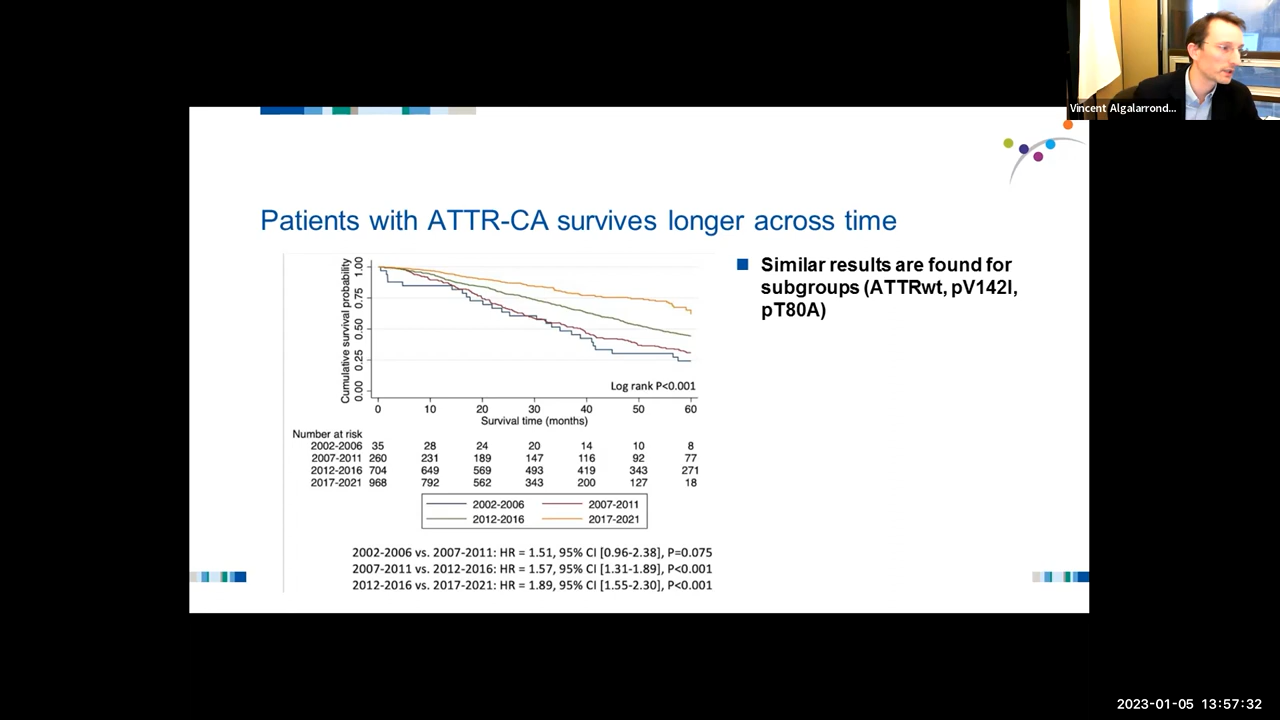 Vincent Algalarrond...
Patients with ATTR-CA survives longer across time
Similar results are found for
subgroups (ATTRwt, pV142I,
pT80A)
Cumulative survival probability
1.00
0.75
0.50
0.25
0.00
Log rank P<0.001
0 10 20 30 40 50 60
Survival time (months)
Number at risk
2002-2006 35 28 24 20 14 10 8
2007-2011 260 231 189 147 116 92 77
2012-2016 704 649 569 493 419 343 271
2017-2021 968 792 562 343 200 127 18
2002-2006 2007-2011
2012-2016 2017-2021
2002-2006 vs. 2007-2011: HR = 1.51, 95% CI [0.96-2.38], P=0.075
2007-2011 vs. 2012-2016: HR = 1.57, 95% CI [1.31-1.89], P<0.001
2012-2016 vs. 2017-2021: HR = 1.89, 95% CI [1.55-2.30], P<0.001
2023-01-05 13:57:32